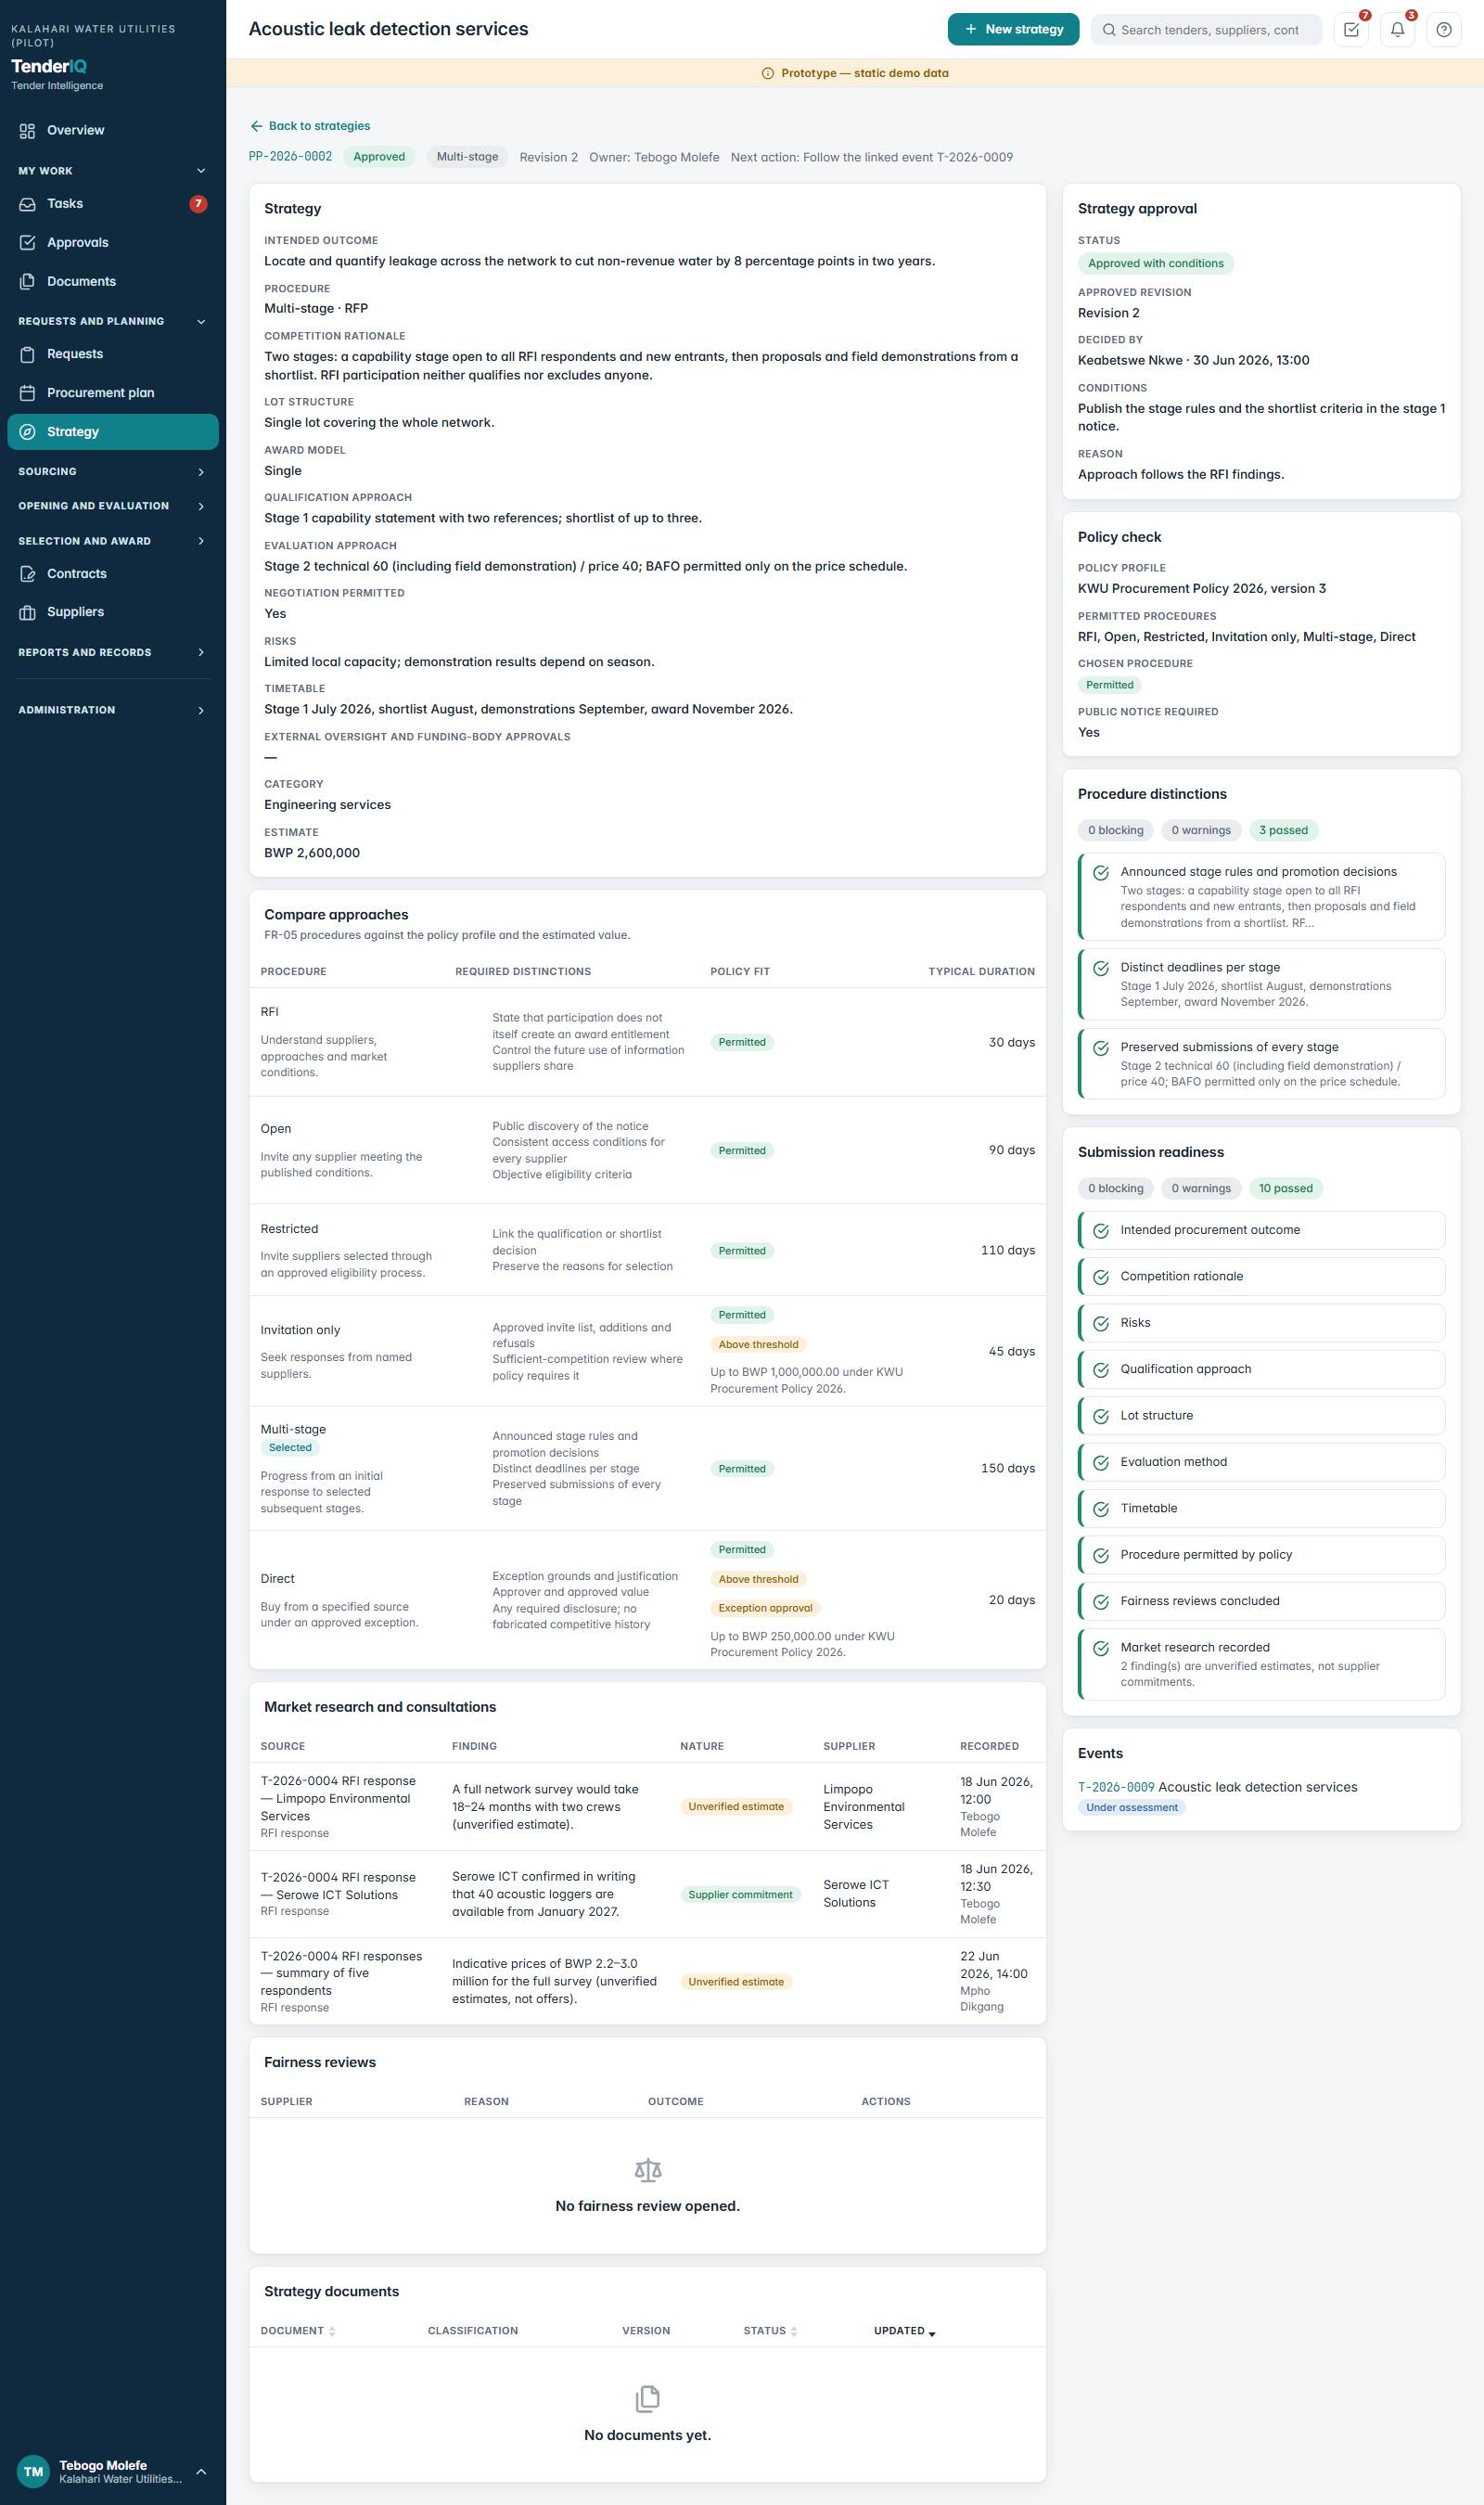 KALAHARI WATER UTILITIES
(PILOT)
TenderIQ
Tender Intelligence
Overview
MY WORK
Tasks
7
Approvals
Documents
REQUESTS AND PLANNING
Requests
Procurement plan
Strategy
SOURCING
OPENING AND EVALUATION
SELECTION AND AWARD
Contracts
Suppliers
REPORTS AND RECORDS
ADMINISTRATION
TM
Tebogo Molefe
Kalahari Water Utilities...
Acoustic leak detection services
New strategy
Search tenders, suppliers, cont
7
3
Prototype — static demo data
Back to strategies
PP-2026-0002 Approved Multi-stage Revision 2 Owner: Tebogo Molefe Next action: Follow the linked event T-2026-0009
Strategy
INTENDED OUTCOME
Locate and quantify leakage across the network to cut non-revenue water by 8 percentage points in two years.
PROCEDURE
Multi-stage · RFP
COMPETITION RATIONALE
Two stages: a capability stage open to all RFI respondents and new entrants, then proposals and field demonstrations from a
shortlist. RFI participation neither qualifies nor excludes anyone.
LOT STRUCTURE
Single lot covering the whole network.
AWARD MODEL
Single
QUALIFICATION APPROACH
Stage 1 capability statement with two references; shortlist of up to three.
EVALUATION APPROACH
Stage 2 technical 60 (including field demonstration) / price 40; BAFO permitted only on the price schedule.
NEGOTIATION PERMITTED
Yes
RISKS
Limited local capacity; demonstration results depend on season.
TIMETABLE
Stage 1 July 2026, shortlist August, demonstrations September, award November 2026.
EXTERNAL OVERSIGHT AND FUNDING-BODY APPROVALS
—
CATEGORY
Engineering services
ESTIMATE
BWP 2,600,000
Compare approaches
FR-05 procedures against the policy profile and the estimated value.
PROCEDURE REQUIRED DISTINCTIONS POLICY FIT TYPICAL DURATION
RFI
Understand suppliers,
approaches and market
conditions.
State that participation does not
itself create an award entitlement
Control the future use of information
suppliers share
Permitted
30 days
Open
Invite any supplier meeting the
published conditions.
Public discovery of the notice
Consistent access conditions for
every supplier
Objective eligibility criteria
Permitted
90 days
Restricted
Invite suppliers selected through
an approved eligibility process.
Link the qualification or shortlist
decision
Preserve the reasons for selection
Permitted
110 days
Invitation only
Seek responses from named
suppliers.
Approved invite list, additions and
refusals
Sufficient-competition review where
policy requires it
Permitted
Above threshold
Up to BWP 1,000,000.00 under KWU
Procurement Policy 2026.
45 days
Multi-stage
Selected
Progress from an initial
response to selected
subsequent stages.
Announced stage rules and
promotion decisions
Distinct deadlines per stage
Preserved submissions of every
stage
Permitted
150 days
Direct
Buy from a specified source
under an approved exception.
Exception grounds and justification
Approver and approved value
Any required disclosure; no
fabricated competitive history
Permitted
Above threshold
Exception approval
Up to BWP 250,000.00 under KWU
Procurement Policy 2026.
20 days
Market research and consultations
SOURCE FINDING NATURE SUPPLIER RECORDED
T-2026-0004 RFI response
— Limpopo Environmental
Services
RFI response
A full network survey would take
18–24 months with two crews
(unverified estimate).
Unverified estimate
Limpopo
Environmental
Services
18 Jun 2026,
12:00
Tebogo
Molefe
T-2026-0004 RFI response
— Serowe ICT Solutions
RFI response
Serowe ICT confirmed in writing
that 40 acoustic loggers are
available from January 2027.
Supplier commitment
Serowe ICT
Solutions
18 Jun 2026,
12:30
Tebogo
Molefe
T-2026-0004 RFI responses
— summary of five
respondents
RFI response
Indicative prices of BWP 2.2–3.0
million for the full survey (unverified
estimates, not offers).
Unverified estimate
22 Jun
2026, 14:00
Mpho
Dikgang
Fairness reviews
SUPPLIER REASON OUTCOME ACTIONS
No fairness review opened.
Strategy documents
DOCUMENT CLASSIFICATION VERSION STATUS UPDATED
No documents yet.
Strategy approval
STATUS
Approved with conditions
APPROVED REVISION
Revision 2
DECIDED BY
Keabetswe Nkwe · 30 Jun 2026, 13:00
CONDITIONS
Publish the stage rules and the shortlist criteria in the stage 1
notice.
REASON
Approach follows the RFI findings.
Policy check
POLICY PROFILE
KWU Procurement Policy 2026, version 3
PERMITTED PROCEDURES
RFI, Open, Restricted, Invitation only, Multi-stage, Direct
CHOSEN PROCEDURE
Permitted
PUBLIC NOTICE REQUIRED
Yes
Procedure distinctions
0 blocking 0 warnings 3 passed
Announced stage rules and promotion decisions
Two stages: a capability stage open to all RFI
respondents and new entrants, then proposals and field
demonstrations from a shortlist. RF...
Distinct deadlines per stage
Stage 1 July 2026, shortlist August, demonstrations
September, award November 2026.
Preserved submissions of every stage
Stage 2 technical 60 (including field demonstration) /
price 40; BAFO permitted only on the price schedule.
Submission readiness
0 blocking 0 warnings 10 passed
Intended procurement outcome
Competition rationale
Risks
Qualification approach
Lot structure
Evaluation method
Timetable
Procedure permitted by policy
Fairness reviews concluded
Market research recorded
2 finding(s) are unverified estimates, not supplier
commitments.
Events
T-2026-0009 Acoustic leak detection services
Under assessment